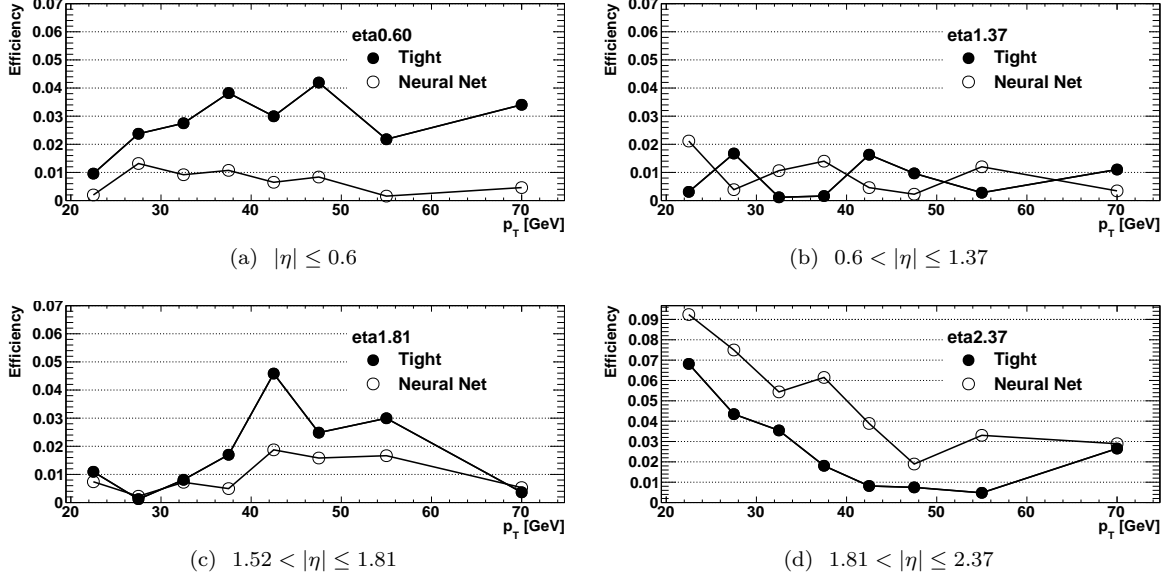 Efficiency
0.07
0.06
0.05
0.04
0.03
0.02
0.01
0
eta0.60
Tight
Neural Net
20 30 40 50 60 70
p_T [GeV]
(a) |η| ≤ 0.6
Efficiency
0.07
0.06
0.05
0.04
0.03
0.02
0.01
0
eta1.37
Tight
Neural Net
20 30 40 50 60 70
p_T [GeV]
(b) 0.6 < |η| ≤ 1.37
Efficiency
0.07
0.06
0.05
0.04
0.03
0.02
0.01
0
eta1.81
Tight
Neural Net
20 30 40 50 60 70
p_T [GeV]
(c) 1.52 < |η| ≤ 1.81
Efficiency
0.09
0.08
0.07
0.06
0.05
0.04
0.03
0.02
0.01
0
eta2.37
Tight
Neural Net
20 30 40 50 60 70
p_T [GeV]
(d) 1.81 < |η| ≤ 2.37